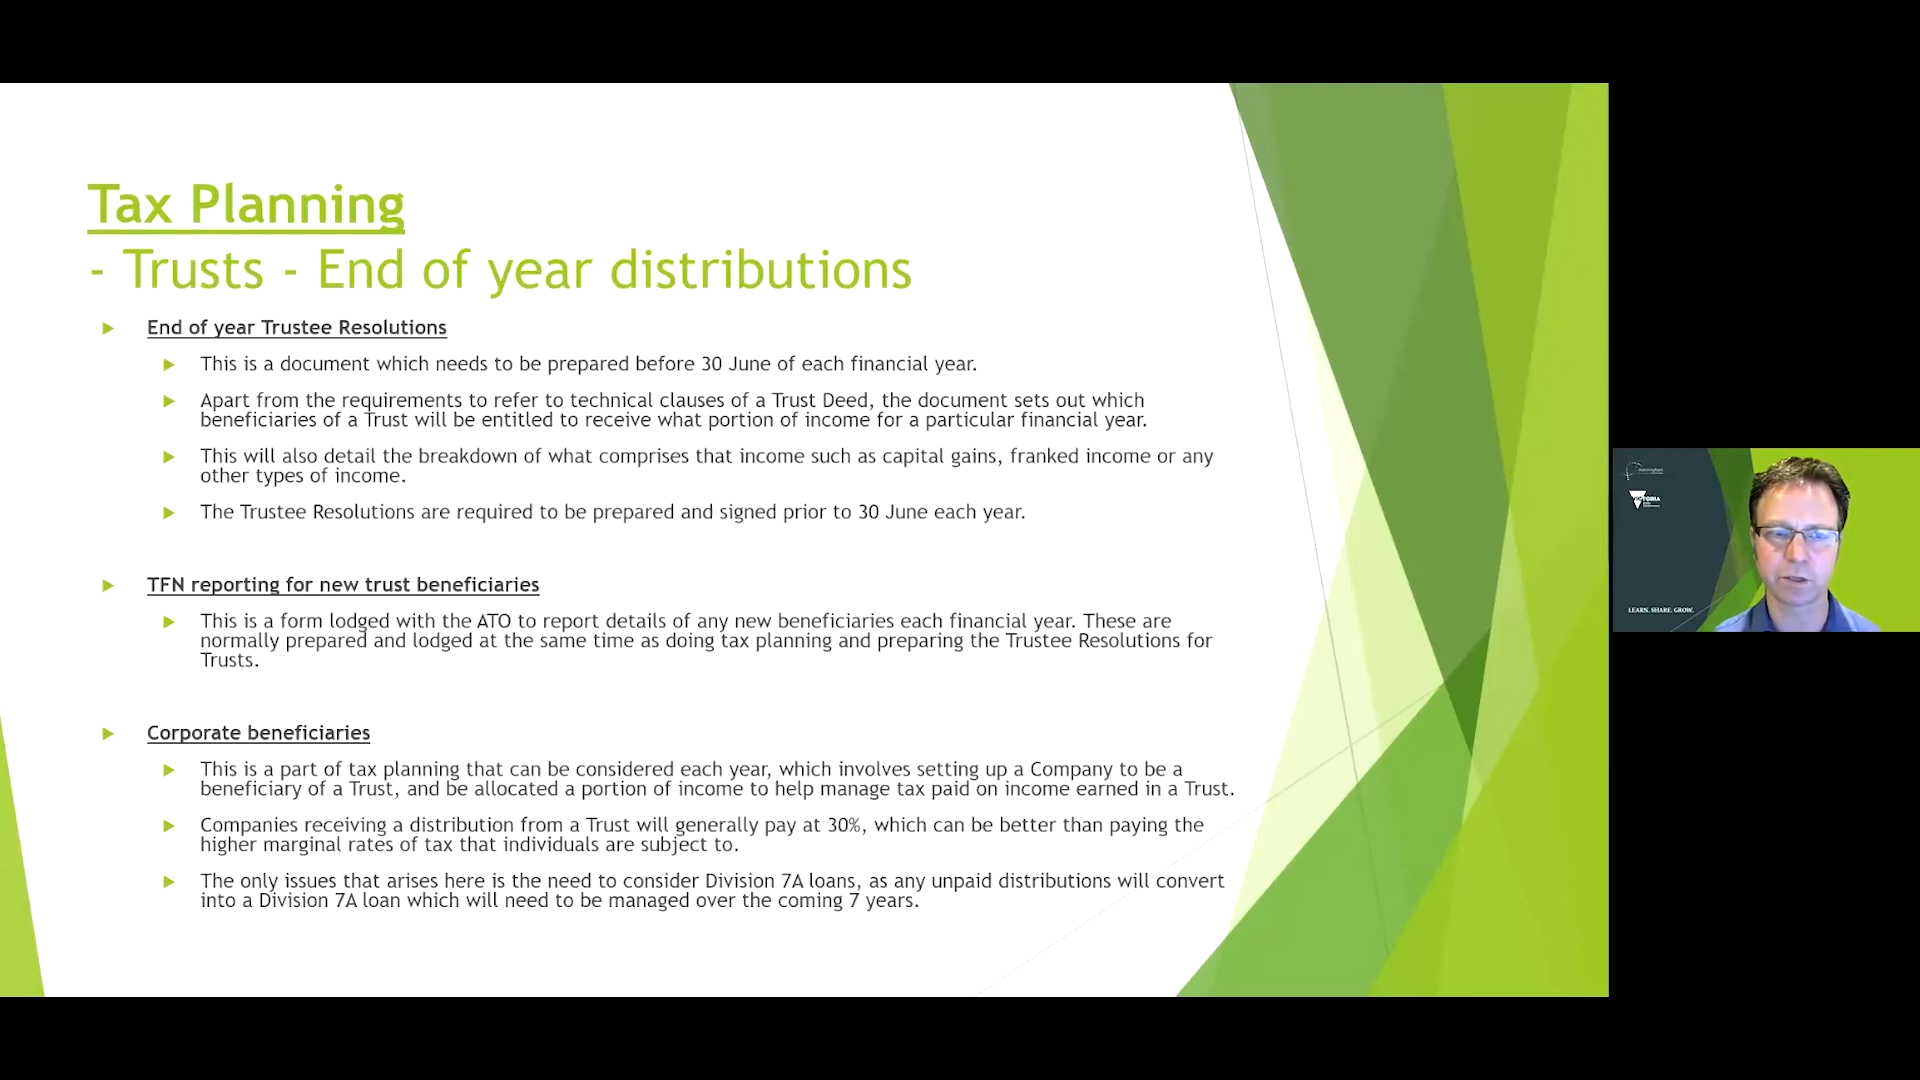 Tax Planning
- Trusts - End of year distributions
End of year Trustee Resolutions
This is a document which needs to be prepared before 30 June of each financial year.
Apart from the requirements to refer to technical clauses of a Trust Deed, the document sets out which
beneficiaries of a Trust will be entitled to receive what portion of income for a particular financial year.
This will also detail the breakdown of what comprises that income such as capital gains, franked income or any
other types of income.
The Trustee Resolutions are required to be prepared and signed prior to 30 June each year.
TFN reporting for new trust beneficiaries
This is a form lodged with the ATO to report details of any new beneficiaries each financial year. These are
normally prepared and lodged at the same time as doing tax planning and preparing the Trustee Resolutions for
Trusts.
Corporate beneficiaries
This is a part of tax planning that can be considered each year, which involves setting up a Company to be a
beneficiary of a Trust, and be allocated a portion of income to help manage tax paid on income earned in a Trust.
Companies receiving a distribution from a Trust will generally pay at 30%, which can be better than paying the
higher marginal rates of tax that individuals are subject to.
The only issues that arises here is the need to consider Division 7A loans, as any unpaid distributions will convert
into a Division 7A loan which will need to be managed over the coming 7 years.
VICTORIA
LEARN. SHARE. GROW.